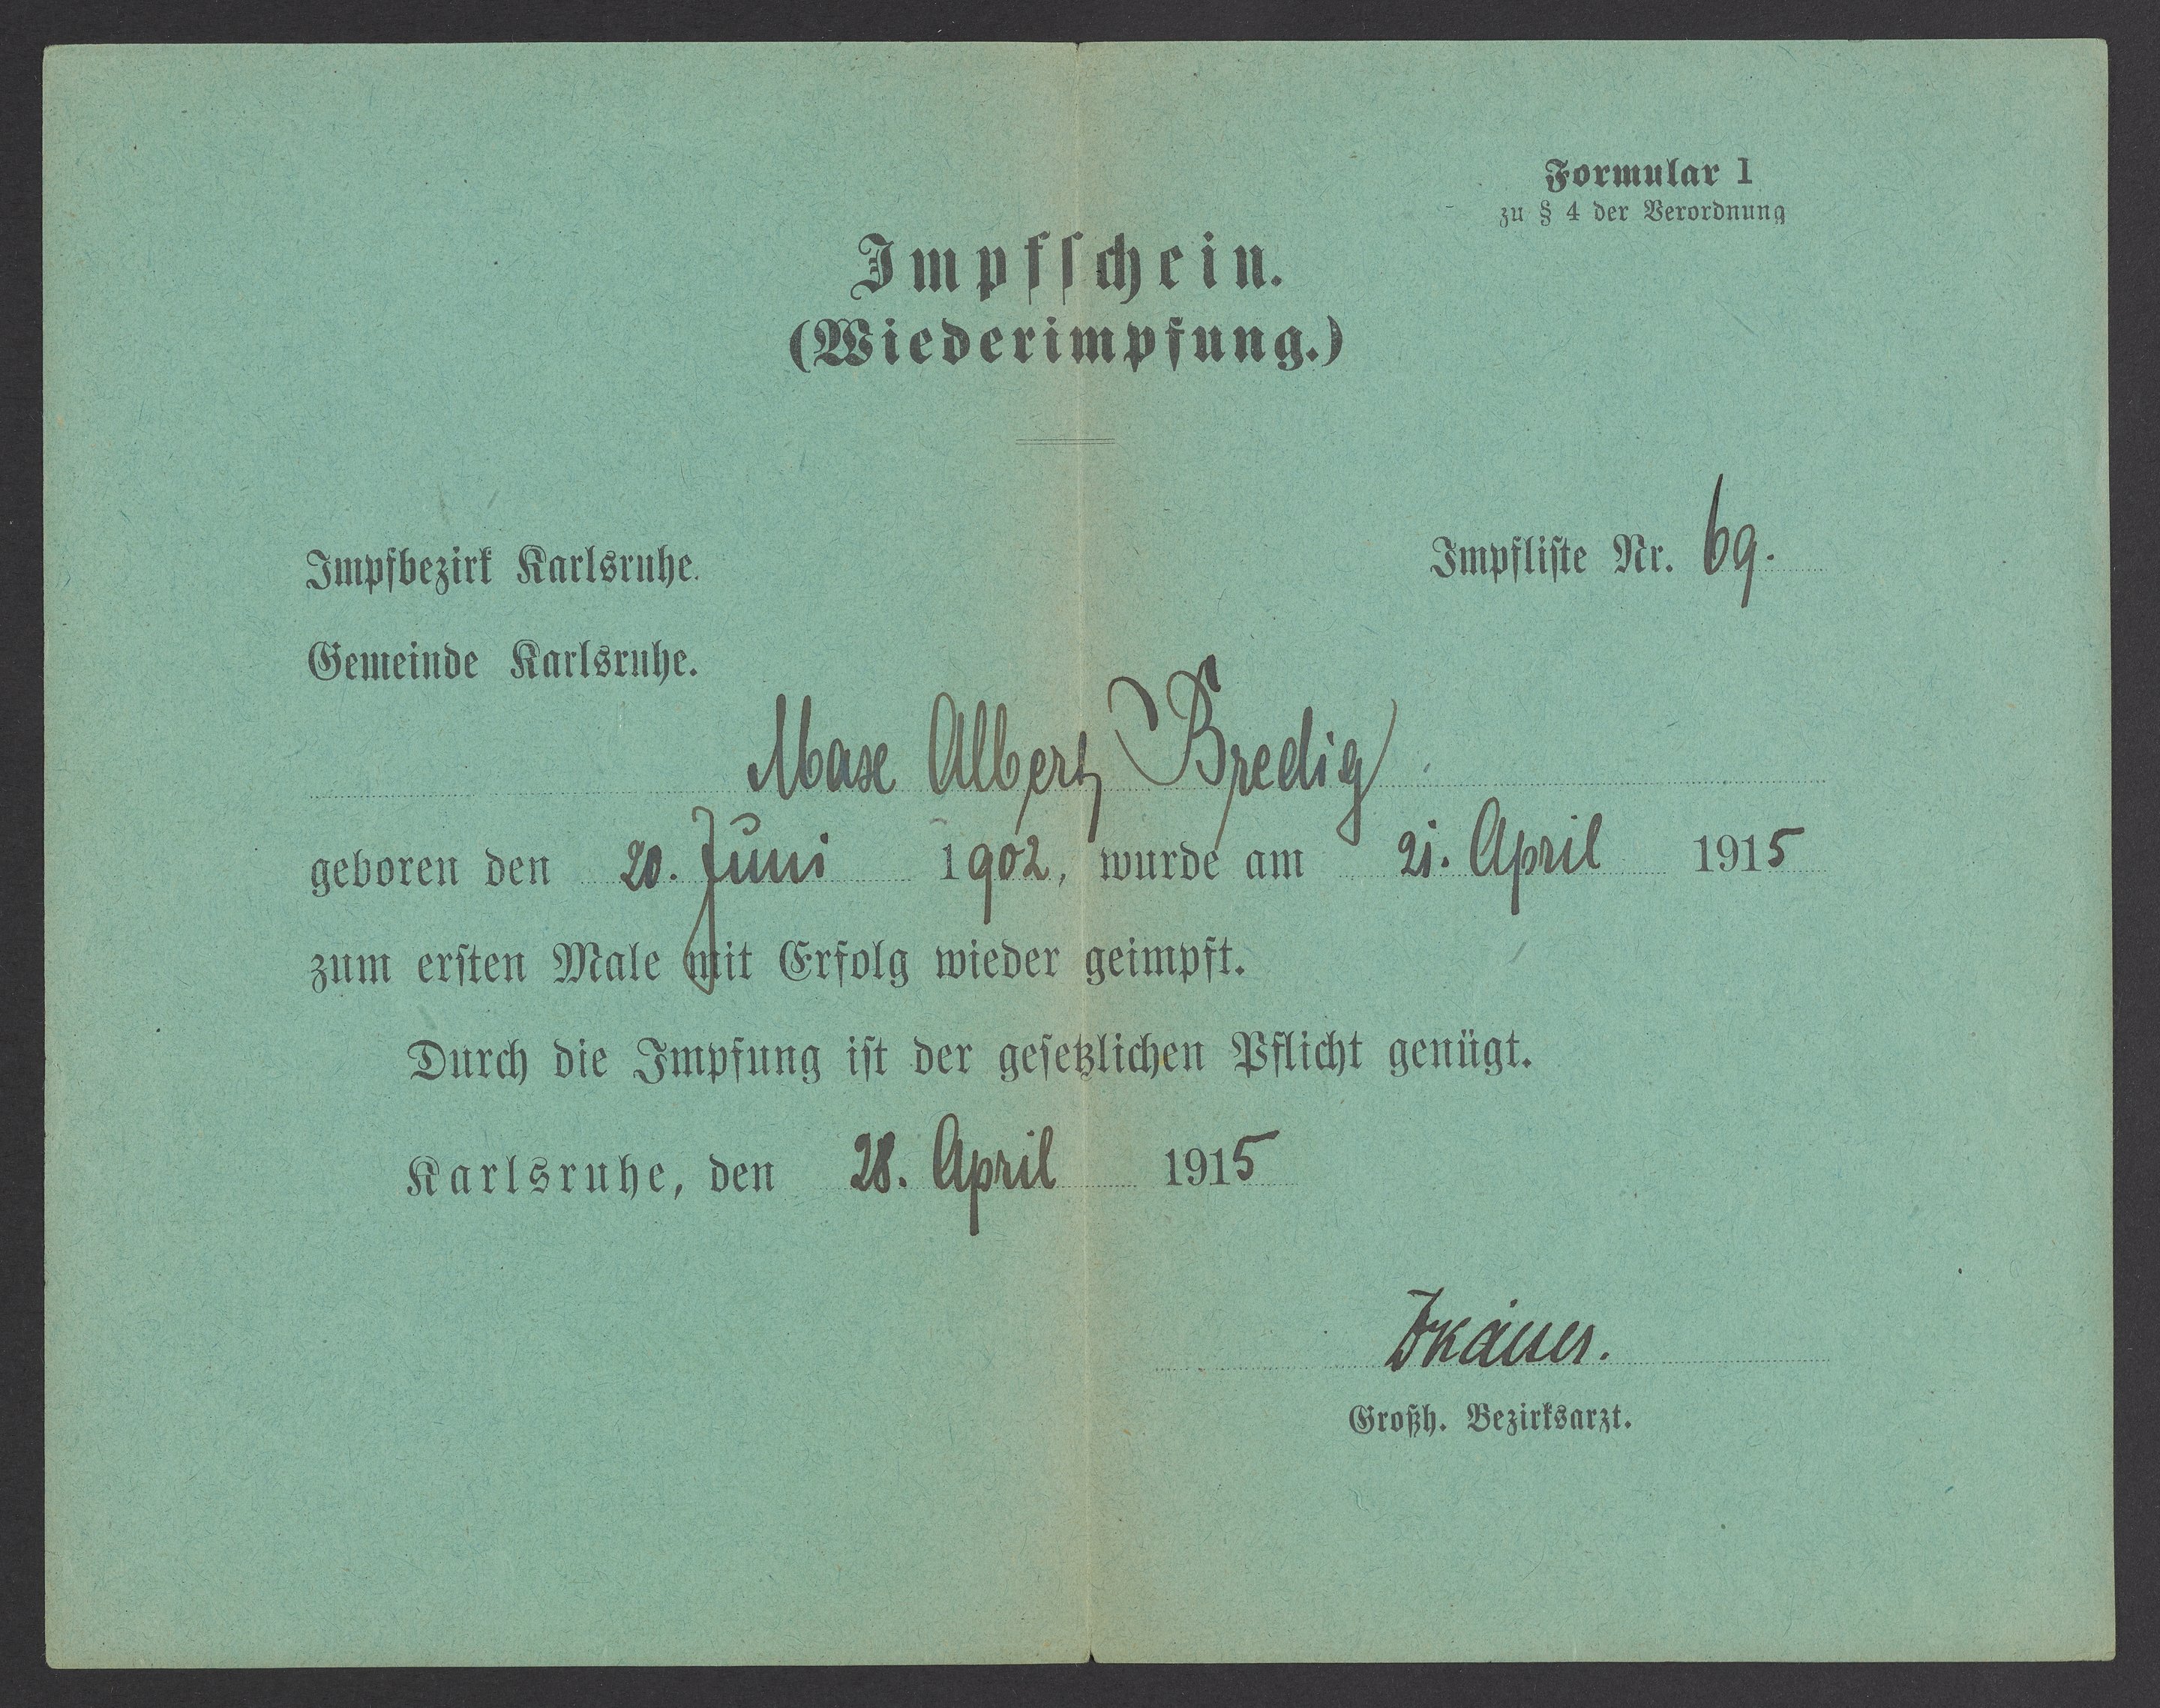 Formular 1
zu § 4 der Verordnung
Impfschein.
(Wiederimpfung.)
Impfbezirk Karlsruhe.
Impfliste Nr. 69.
Gemeinde Karlsruhe.
Max Albert Bredig
geboren den 20. Juni 1902, wurde am 21. April 1915
zum ersten Male mit Erfolg wieder geimpft.
Durch die Impfung ist der gesetzlichen Pflicht genügt.
Karlsruhe, den 28. April 1915
Großh. Bezirksarzt.